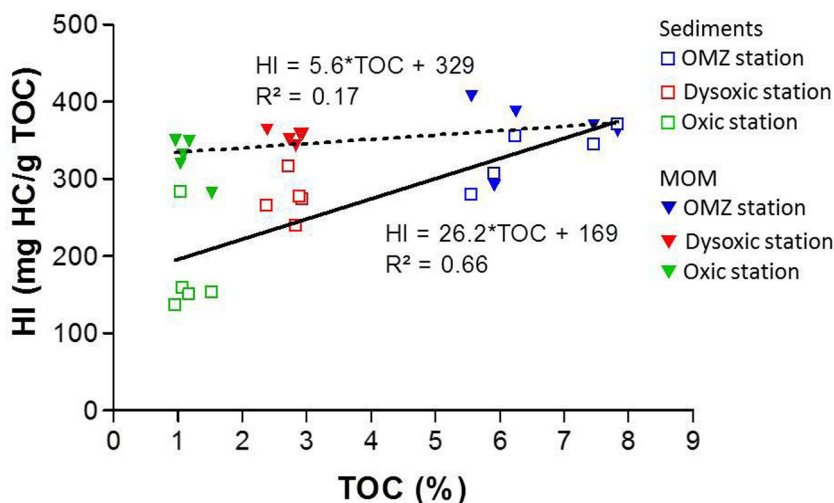 HI (mg HC/g TOC)
500
400
300
200
100
0
HI = 5.6*TOC + 329
R² = 0.17
HI = 26.2*TOC + 169
R² = 0.66
0 1 2 3 4 5 6 7 8 9
TOC (%)
Sediments
OMZ station
Dysoxic station
Oxic station
MOM
OMZ station
Dysoxic station
Oxic station